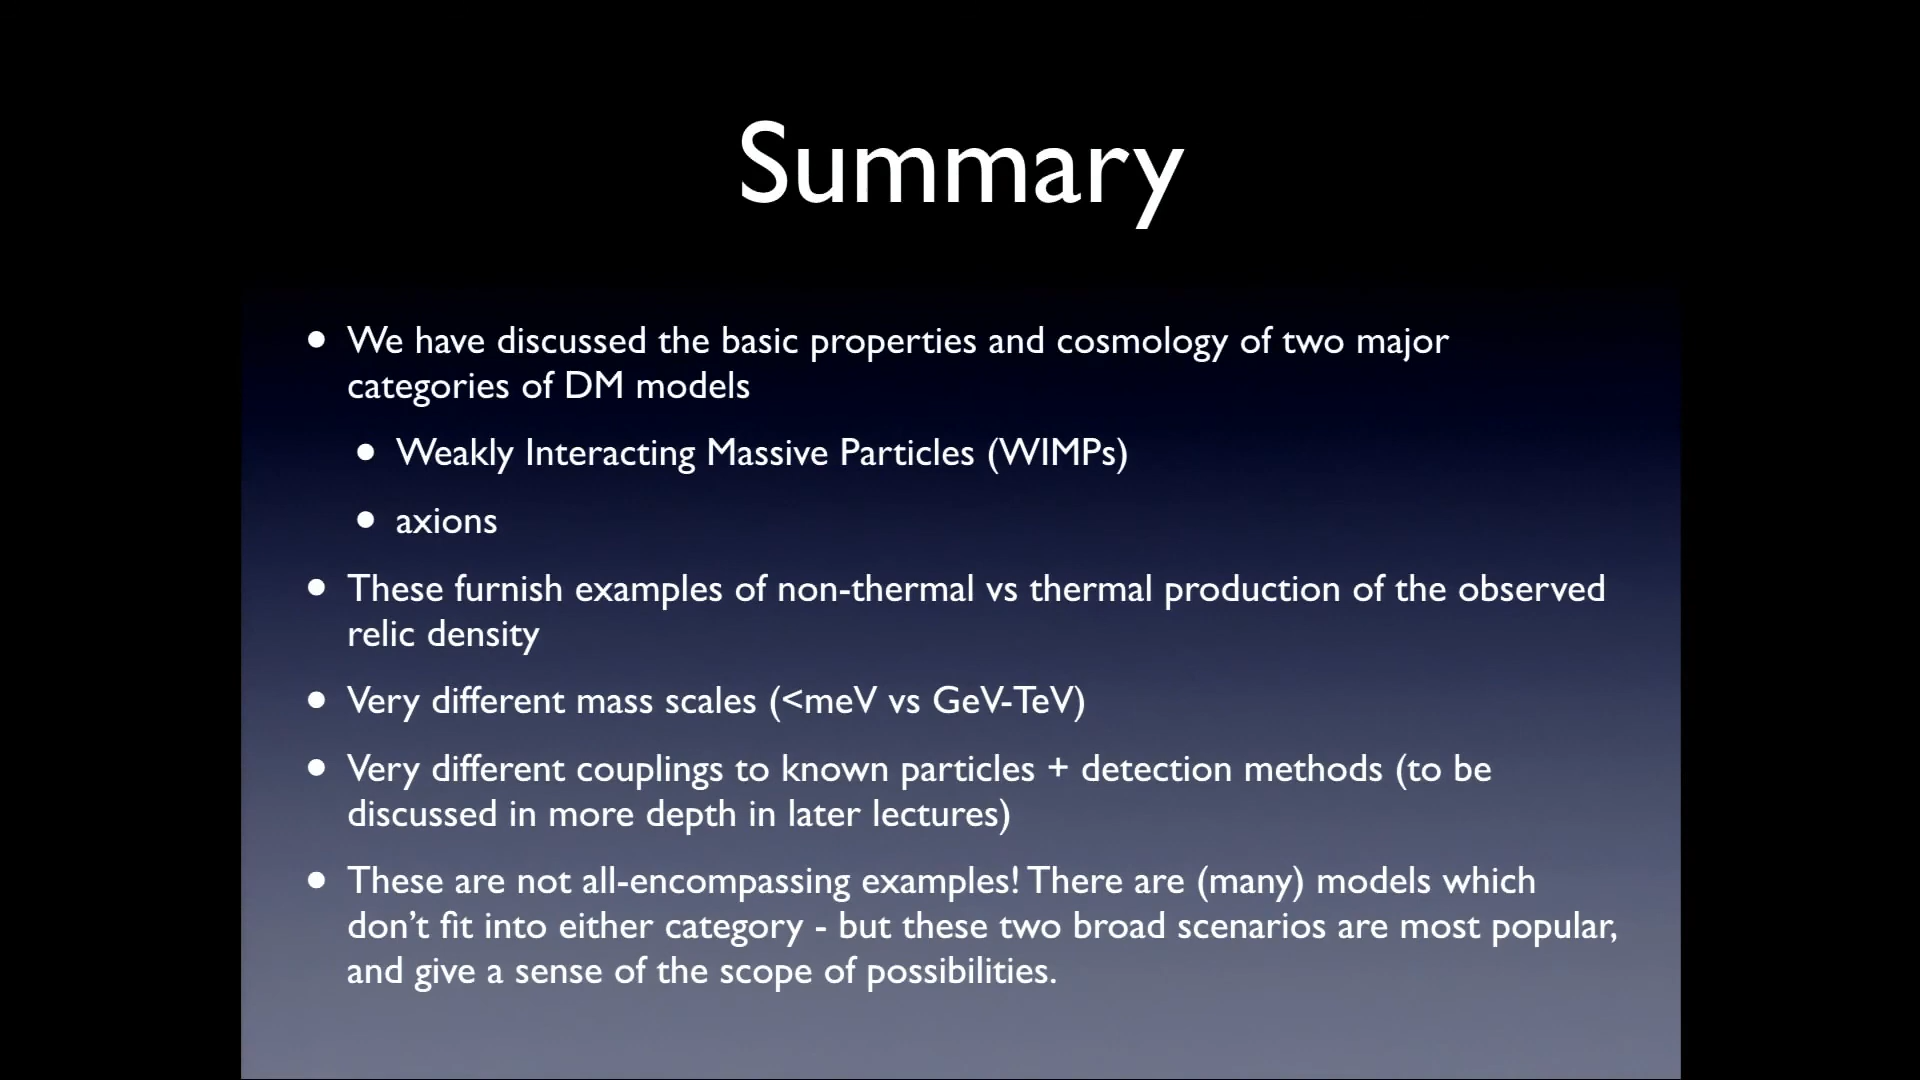 Summary
• We have discussed the basic properties and cosmology of two major
categories of DM models
• Weakly Interacting Massive Particles (WIMPs)
• axions
• These furnish examples of non-thermal vs thermal production of the observed
relic density
• Very different mass scales (<meV vs GeV-TeV)
• Very different couplings to known particles + detection methods (to be
discussed in more depth in later lectures)
• These are not all-encompassing examples! There are (many) models which
don’t fit into either category - but these two broad scenarios are most popular,
and give a sense of the scope of possibilities.